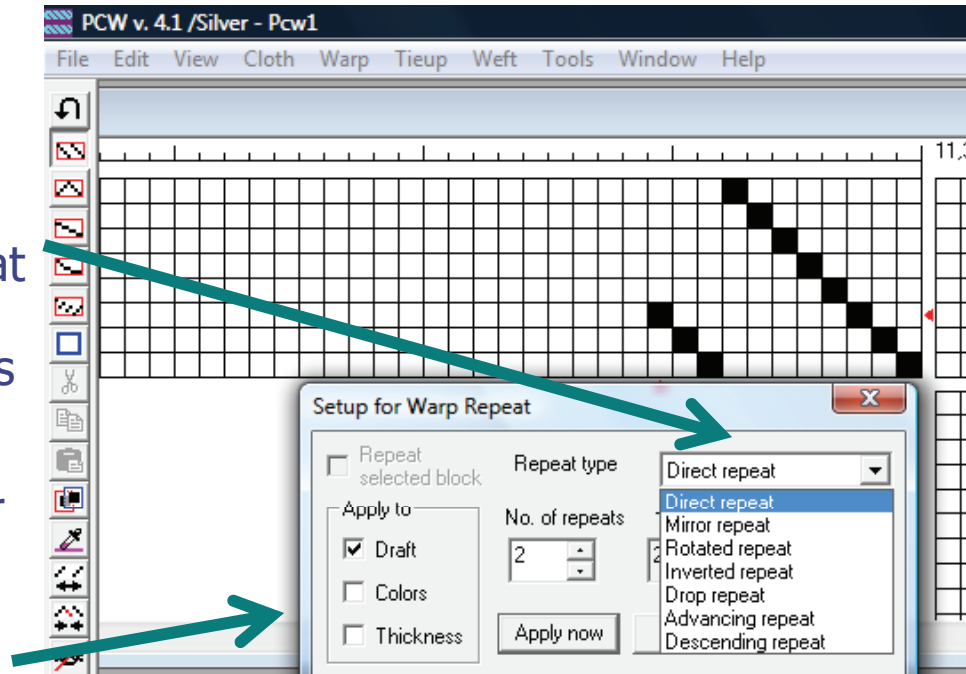 PCW v. 4.1 /Silver - Pcw1
File Edit View Cloth Warp Tieup Weft Tools Window Help
11,
at
s
r
Setup for Warp Repeat
Repeat
selected block
Repeat type
Direct repeat
Direct repeat
Mirror repeat
Rotated repeat
Inverted repeat
Drop repeat
Advancing repeat
Descending repeat
Apply to
Draft
Colors
Thickness
No. of repeats
2
Apply now